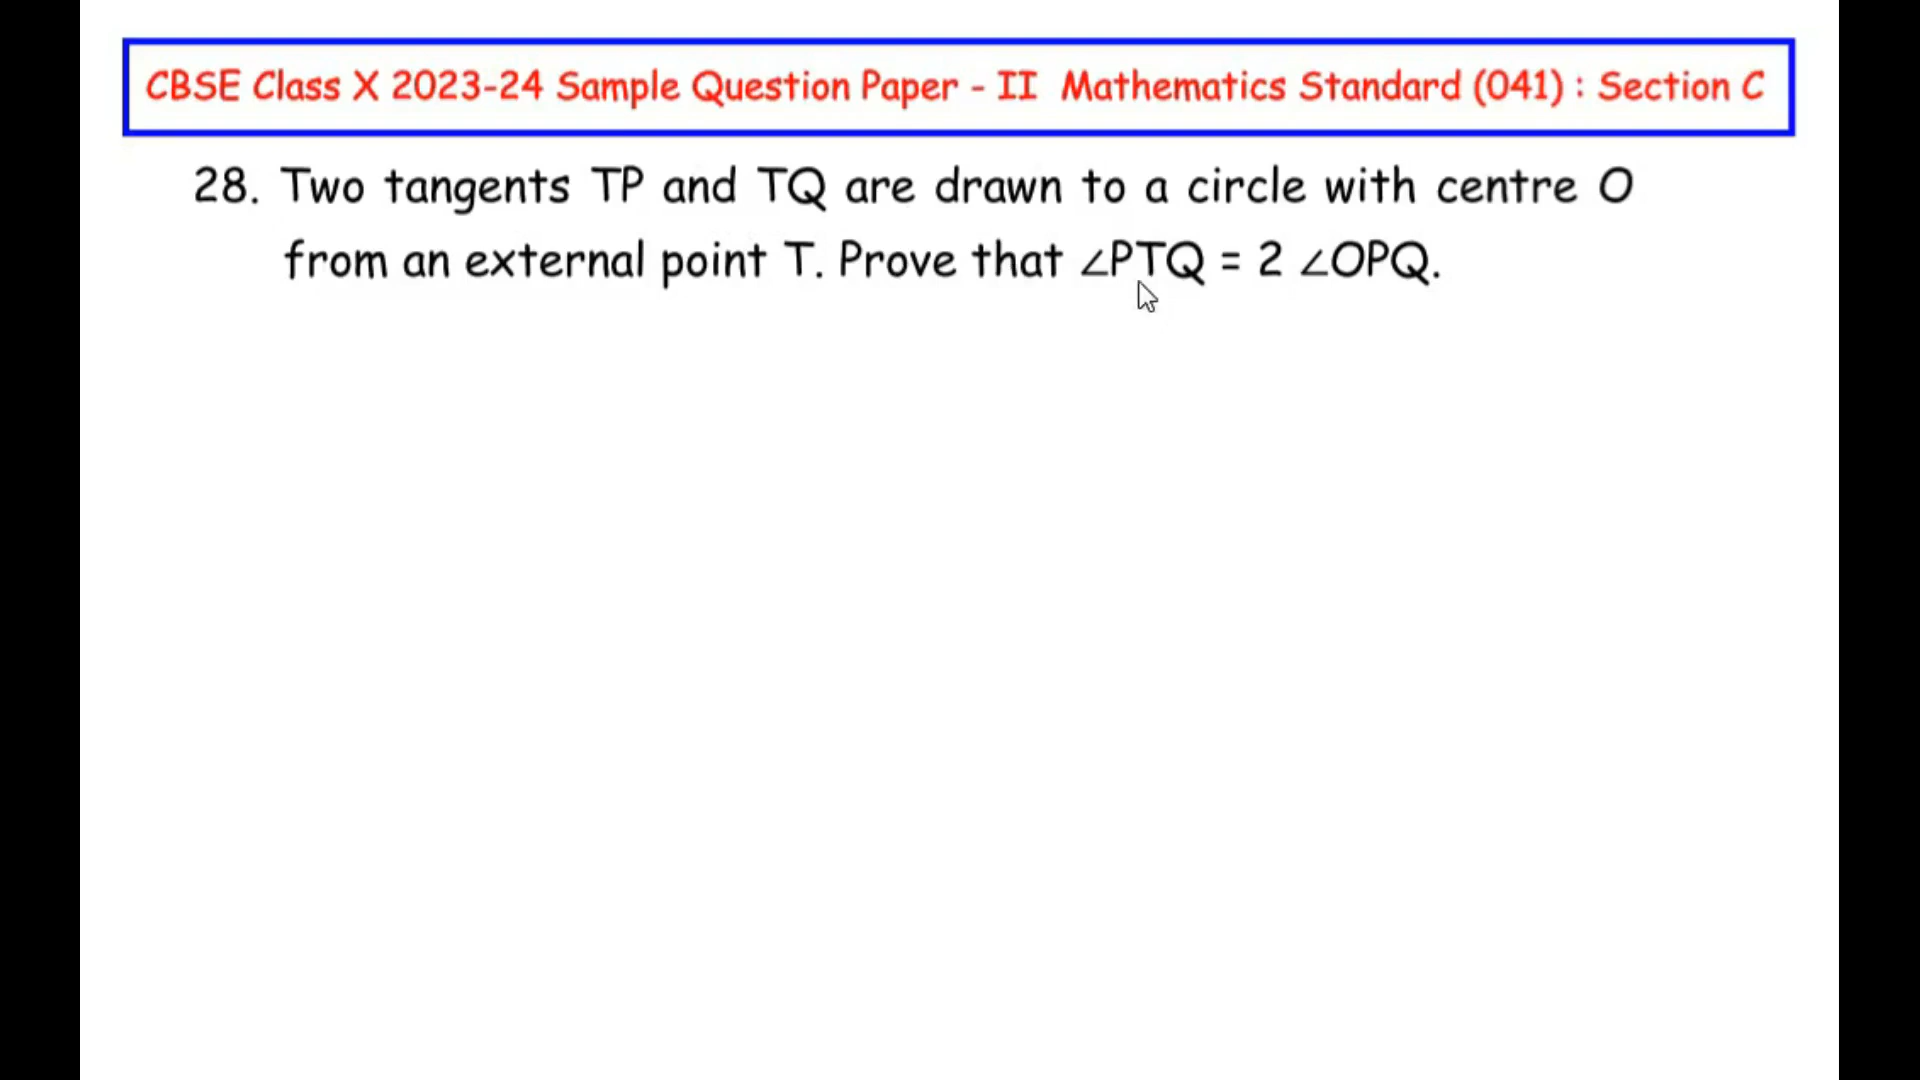 CBSE Class X 2023-24 Sample Question Paper - II Mathematics Standard (041) : Section C
28. Two tangents TP and TQ are drawn to a circle with centre O
from an external point T. Prove that ∠PTQ = 2 ∠OPQ.